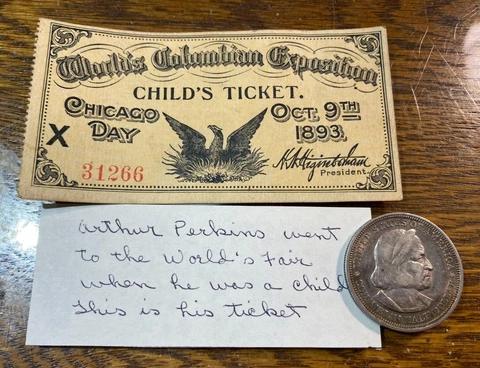 World's Columbian Exposition
CHILD'S TICKET.
CHICAGO DAY
OCT. 9TH 1893.
X
31266
H.N. Higinbotham
President.
Arthur Perkins went
to the World's Fair
when he was a child
This is his ticket